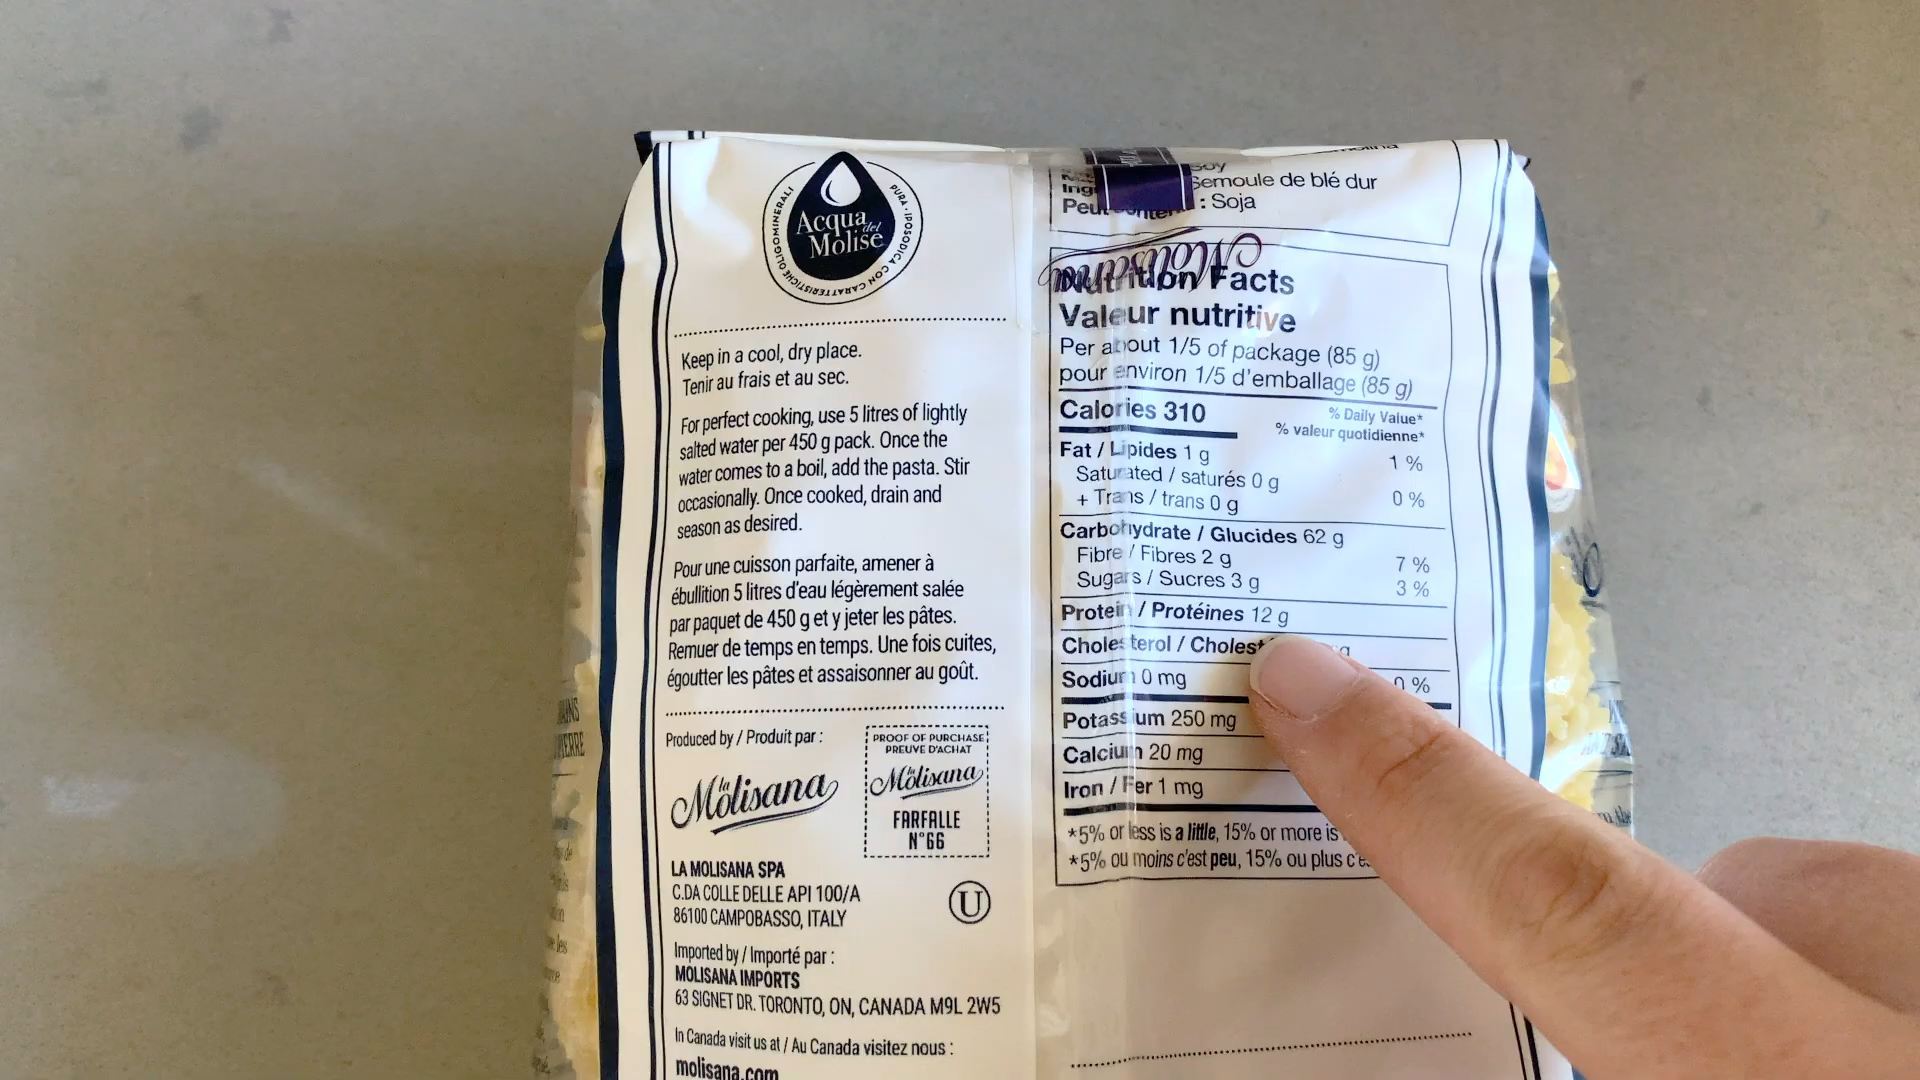 PURA · IPOSODICA CON CARATTERISTICHE OLIGOMINERALI
Acqua del
Molise
Keep in a cool, dry place.
Tenir au frais et au sec.
For perfect cooking, use 5 litres of lightly
salted water per 450 g pack. Once the
water comes to a boil, add the pasta. Stir
occasionally. Once cooked, drain and
season as desired.
Pour une cuisson parfaite, amener à
ébullition 5 litres d'eau légèrement salée
par paquet de 450 g et y jeter les pâtes.
Remuer de temps en temps. Une fois cuites,
égoutter les pâtes et assaisonner au goût.
Produced by / Produit par :
la Molisana
PROOF OF PURCHASE
PREUVE D'ACHAT
la Molisana
FARFALLE
N°66
LA MOLISANA SPA
C.DA COLLE DELLE API 100/A
86100 CAMPOBASSO, ITALY
U
Imported by / Importé par :
MOLISANA IMPORTS
63 SIGNET DR. TORONTO, ON, CANADA M9L 2W5
In Canada visit us at / Au Canada visitez nous :
molisana.com
Soy
Semoule de blé dur
: Soja
Molisana
Nutrition Facts
Valeur nutritive
Per about 1/5 of package (85 g)
pour environ 1/5 d'emballage (85 g)
Calories 310
% Daily Value*
% valeur quotidienne*
Fat / Lipides 1 g 1 %
Saturated / saturés 0 g
+ Trans / trans 0 g 0 %
Carbohydrate / Glucides 62 g
Fibre / Fibres 2 g 7 %
Sugars / Sucres 3 g 3 %
Protein / Protéines 12 g
Cholesterol /
Sodium 0 mg 0 %
Potassium 250 mg
Calcium 20 mg
Iron / Fer 1 mg
*5% or less is a little, 15% or more is
*5% ou moins c'est peu, 15% ou plus